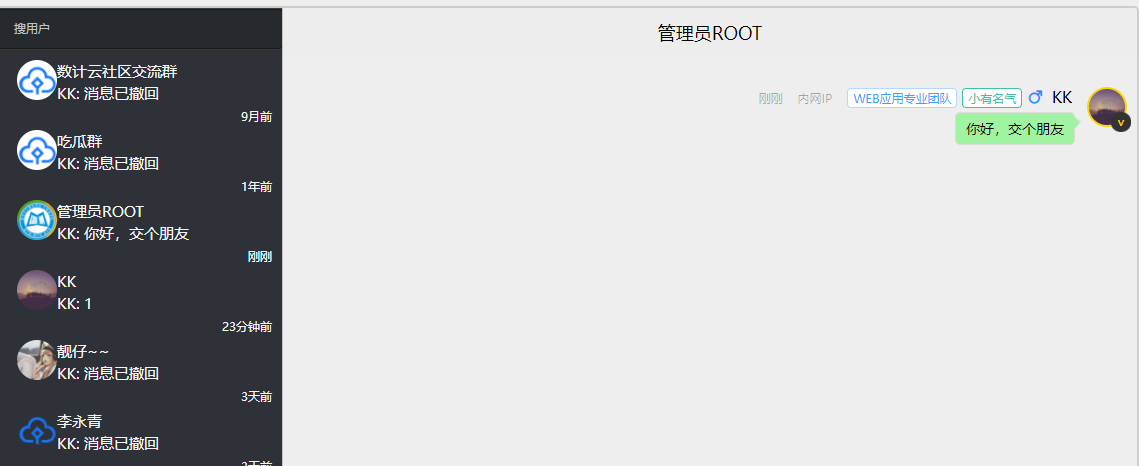 搜用户
数计云社区交流群
KK: 消息已撤回
9月前
吃瓜群
KK: 消息已撤回
1年前
管理员ROOT
KK: 你好，交个朋友
刚刚
KK
KK: 1
23分钟前
靓仔~~
KK: 消息已撤回
3天前
李永青
KK: 消息已撤回
管理员ROOT
刚刚 内网IP WEB应用专业团队 小有名气 KK
v
你好，交个朋友